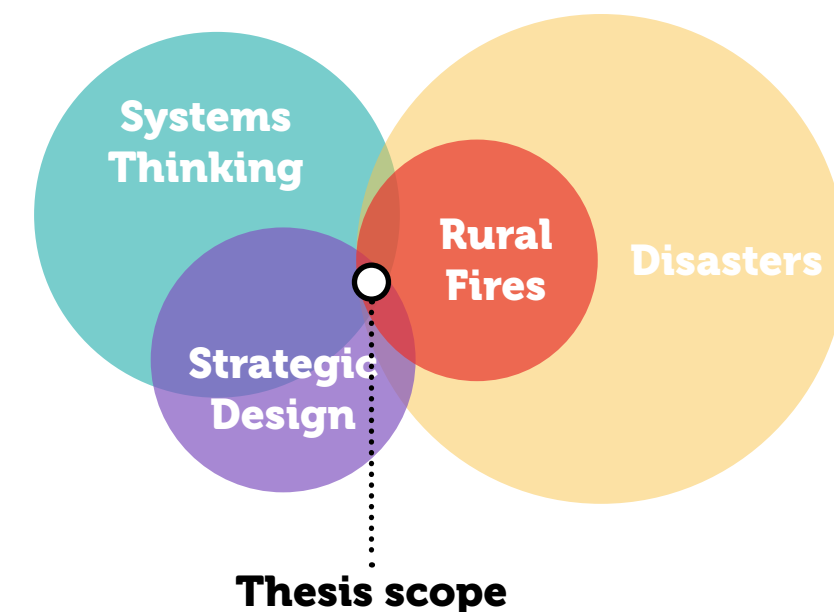 Systems
Thinking
Rural
Fires
Disasters
Strategic
Design
Thesis scope